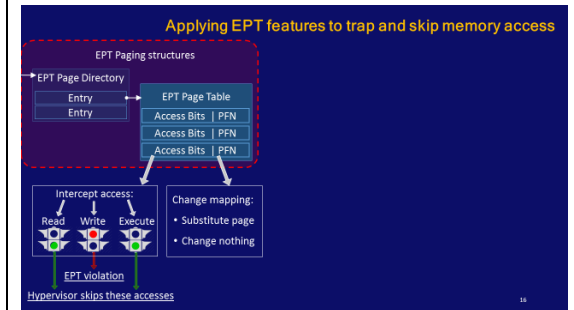 Applying EPT features to trap and skip memory access
EPT Paging structures
EPT Page Directory
Entry
Entry
EPT Page Table
Access Bits | PFN
Access Bits | PFN
Access Bits | PFN
Intercept access:
Read Write Execute
EPT violation
Hypervisor skips these accesses
Change mapping:
• Substitute page
• Change nothing
16